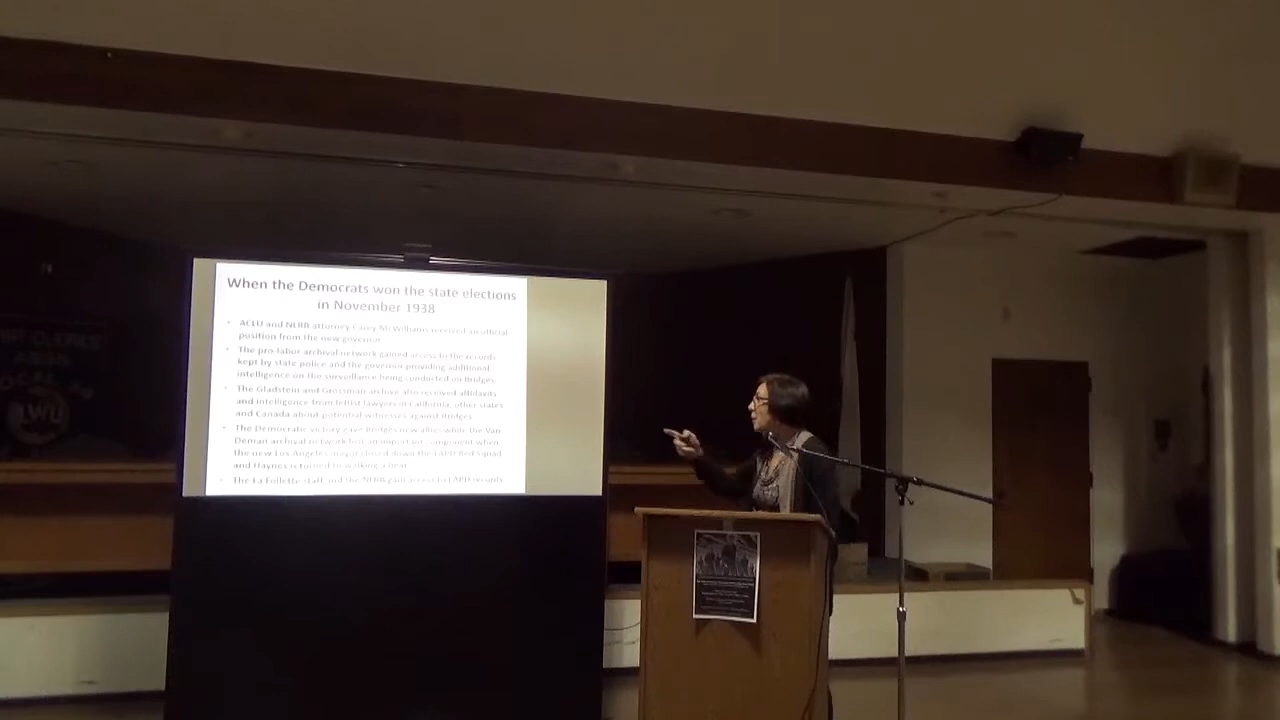 When the Democrats won the state elections
in November 1938
• ACLU and NLRB attorney Carey McWilliams received an official
position from the new governor
• The pro-labor archival network gained access to the records
kept by state police and the governor providing additional
intelligence on the surveillance being conducted on Bridges.
• The Gladstein and Grossman archive also received affidavits
and intelligence from leftist lawyers in California, other states
and Canada about potential witnesses against Bridges
• The Democratic victory gave Bridges new allies while the Van
Deman archival network lost an important component when
the new Los Angeles mayor closed down the LAPD Red Squad
and Haynes returned to walking a beat.
• The La Follette staff and the NLRB gain access to LAPD records
CLERKS
ASSN
LOCAL
ILWU